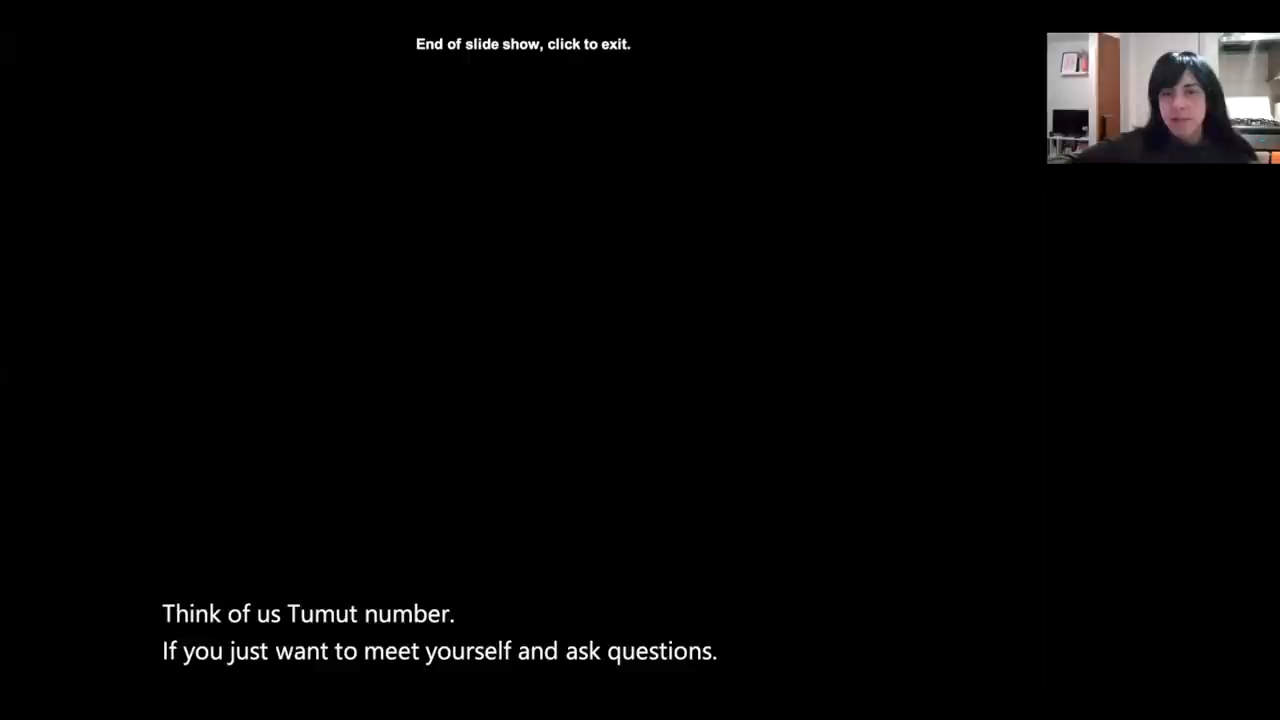 End of slide show, click to exit.
Think of us Tumut number.
If you just want to meet yourself and ask questions.